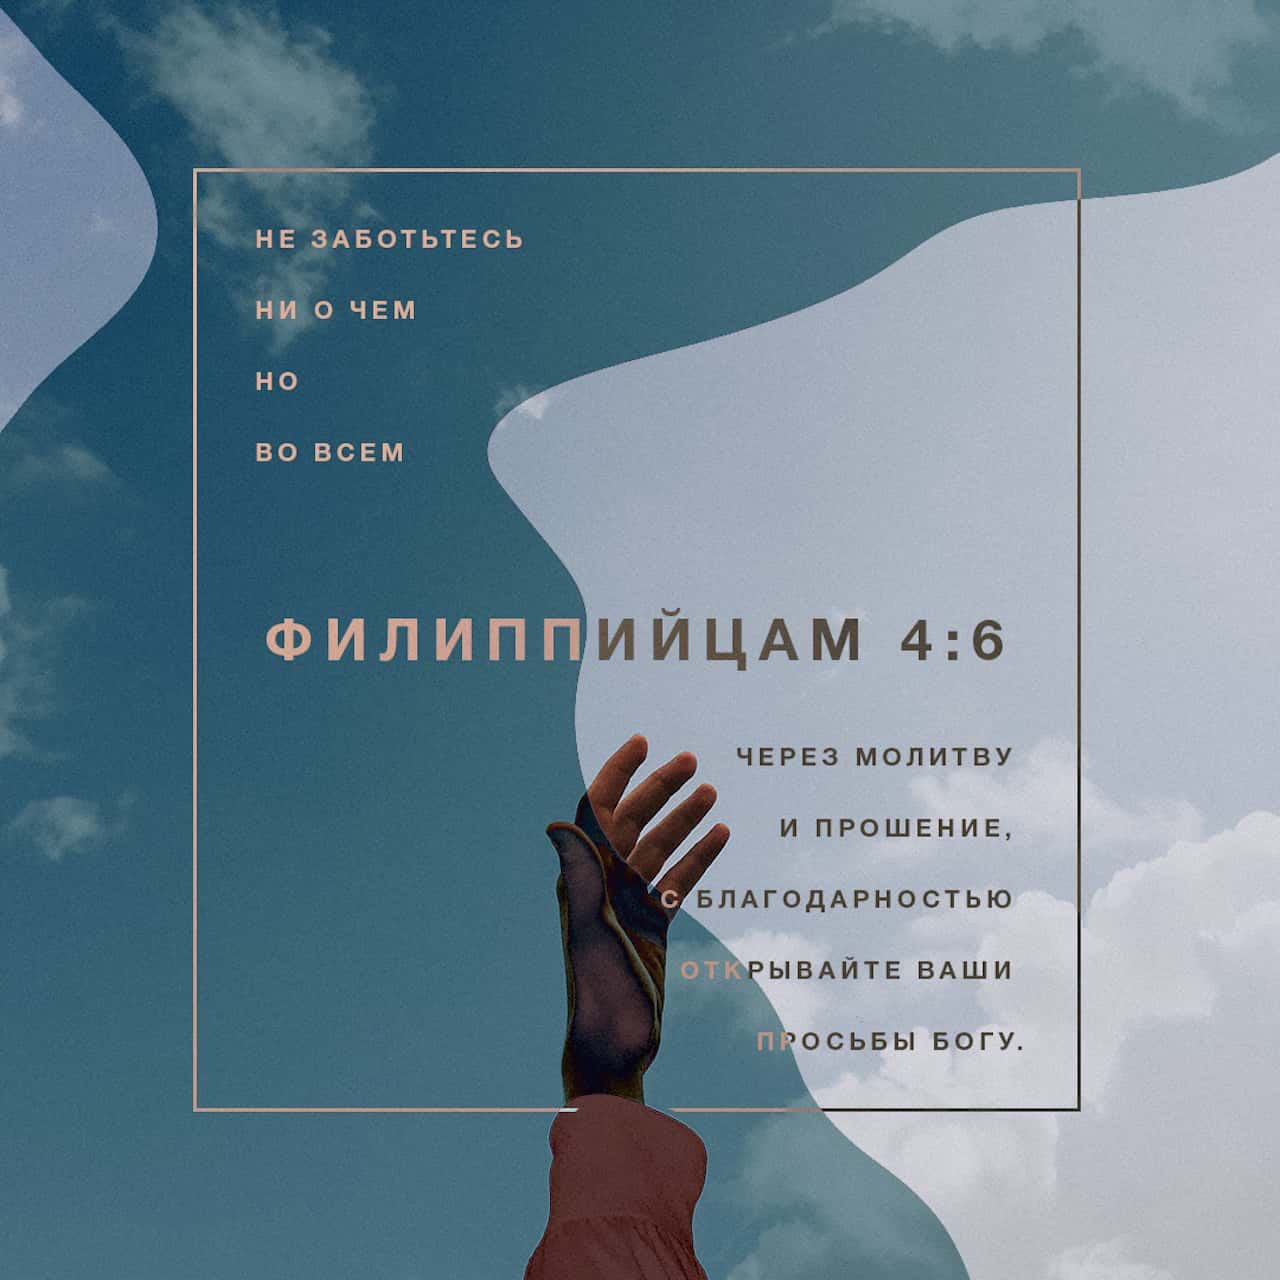 НЕ ЗАБОТЬТЕСЬ
НИ О ЧЕМ
НО
ВО ВСЕМ
ФИЛИППИЙЦАМ 4:6
ЧЕРЕЗ МОЛИТВУ
И ПРОШЕНИЕ,
С БЛАГОДАРНОСТЬЮ
ОТКРЫВАЙТЕ ВАШИ
ПРОСЬБЫ БОГУ.